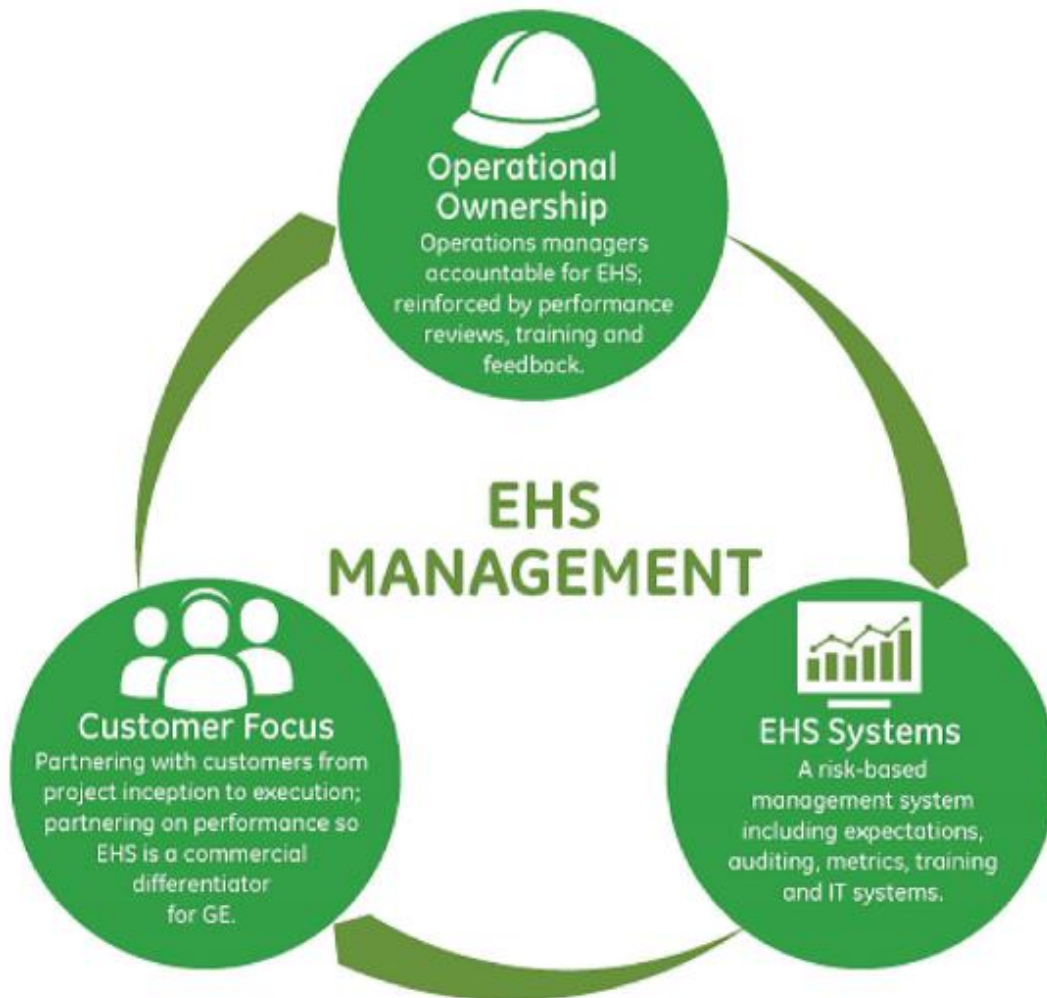 Operational
Ownership
Operations managers
accountable for EHS;
reinforced by performance
reviews, training and
feedback.
EHS
MANAGEMENT
Customer Focus
Partnering with customers from
project inception to execution;
partnering on performance so
EHS is a commercial
differentiator
for GE.
EHS Systems
A risk-based
management system
including expectations,
auditing, metrics, training
and IT systems.